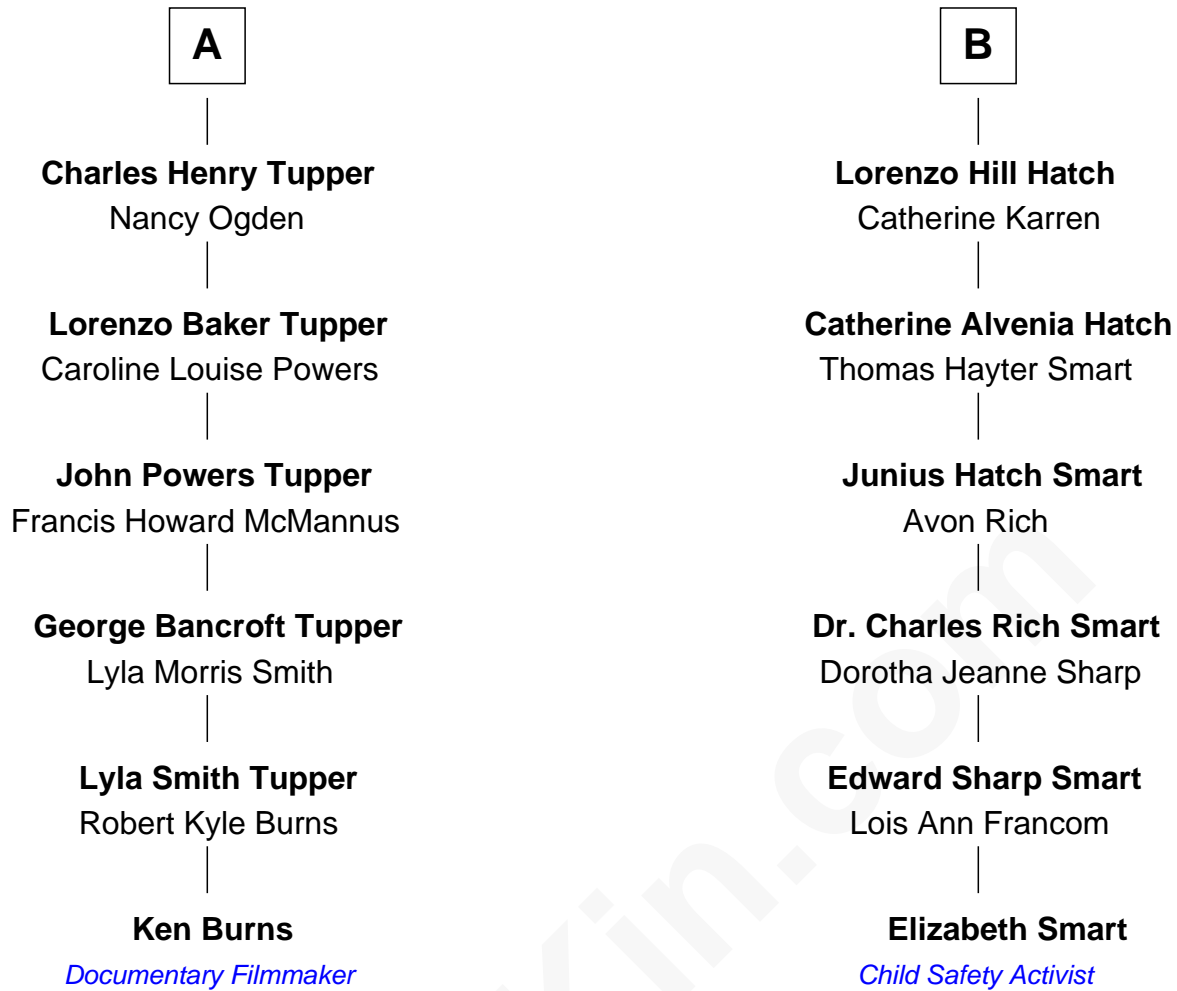 A
Charles Henry Tupper
Nancy Ogden
Lorenzo Baker Tupper
Caroline Louise Powers
John Powers Tupper
Francis Howard McMannus
George Bancroft Tupper
Lyla Morris Smith
Lyla Smith Tupper
Robert Kyle Burns
Ken Burns
Documentary Filmmaker
B
Lorenzo Hill Hatch
Catherine Karren
Catherine Alvenia Hatch
Thomas Hayter Smart
Junius Hatch Smart
Avon Rich
Dr. Charles Rich Smart
Dorotha Jeanne Sharp
Edward Sharp Smart
Lois Ann Francom
Elizabeth Smart
Child Safety Activist
Kin.com